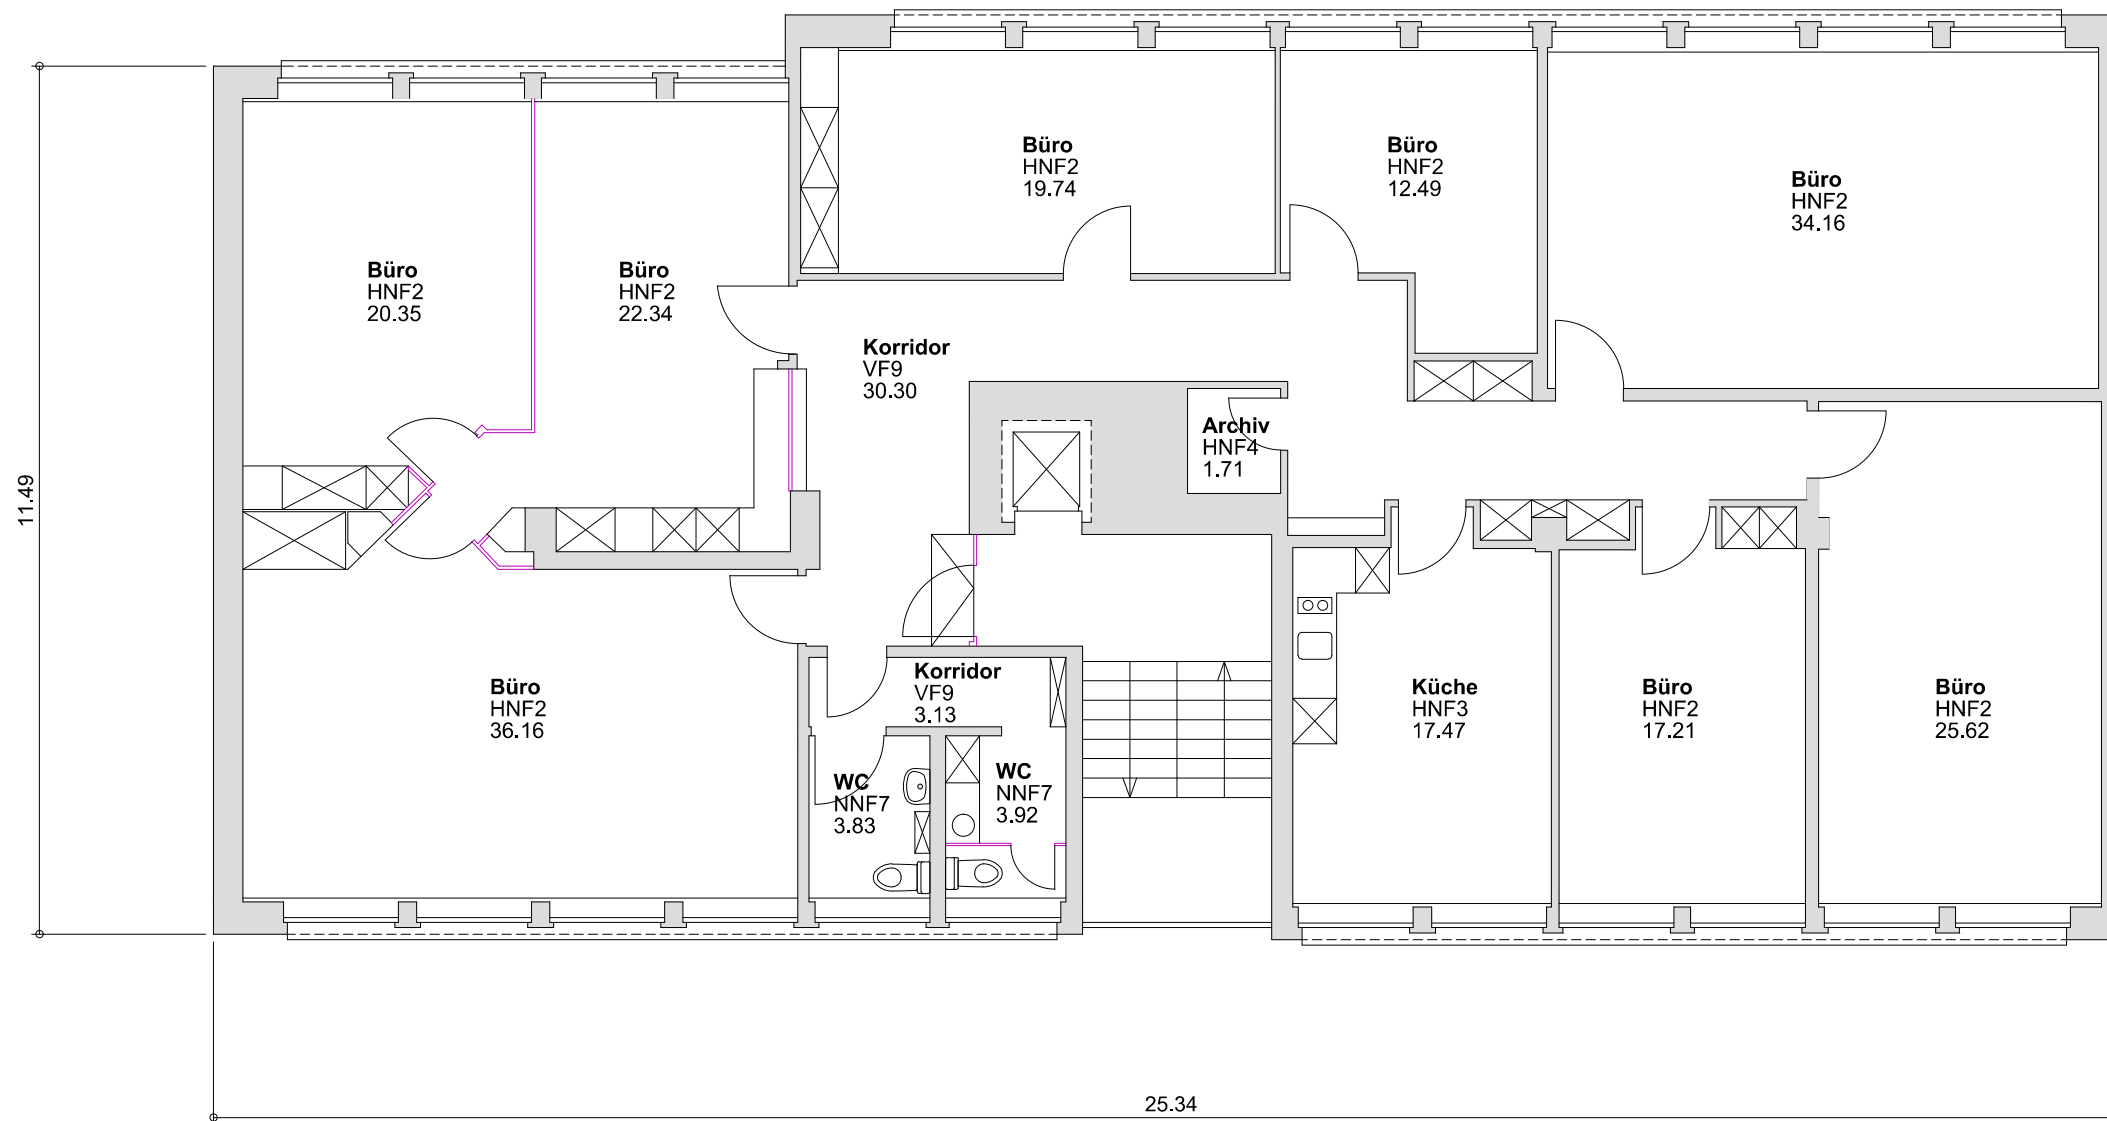 Büro
HNF2
19.74
Büro
HNF2
12.49
Büro
HNF2
34.16
Büro
HNF2
20.35
Büro
HNF2
22.34
Korridor
VF9
30.30
Archiv
HNF4
1.71
11.49
Büro
HNF2
36.16
Korridor
VF9
3.13
WC
NNF7
3.83
WC
NNF7
3.92
Küche
HNF3
17.47
Büro
HNF2
17.21
Büro
HNF2
25.62
25.34